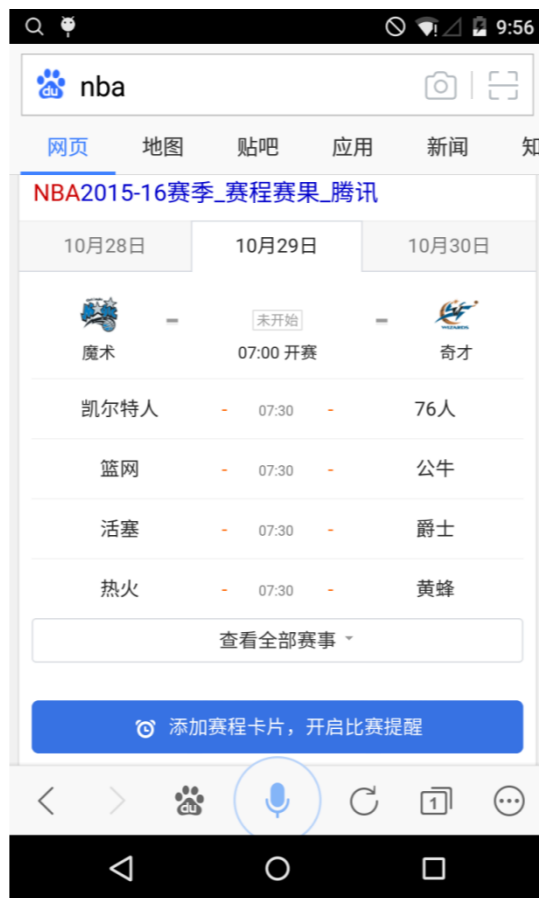 9:56
du nba
网页 地图 贴吧 应用 新闻 知
NBA2015-16赛季_赛程赛果_腾讯
10月28日 10月29日 10月30日
- 未开始 -
WIZARDS
魔术 07:00 开赛 奇才
凯尔特人 - 07:30 - 76人
篮网 - 07:30 - 公牛
活塞 - 07:30 - 爵士
热火 - 07:30 - 黄蜂
查看全部赛事
添加赛程卡片，开启比赛提醒
du 1